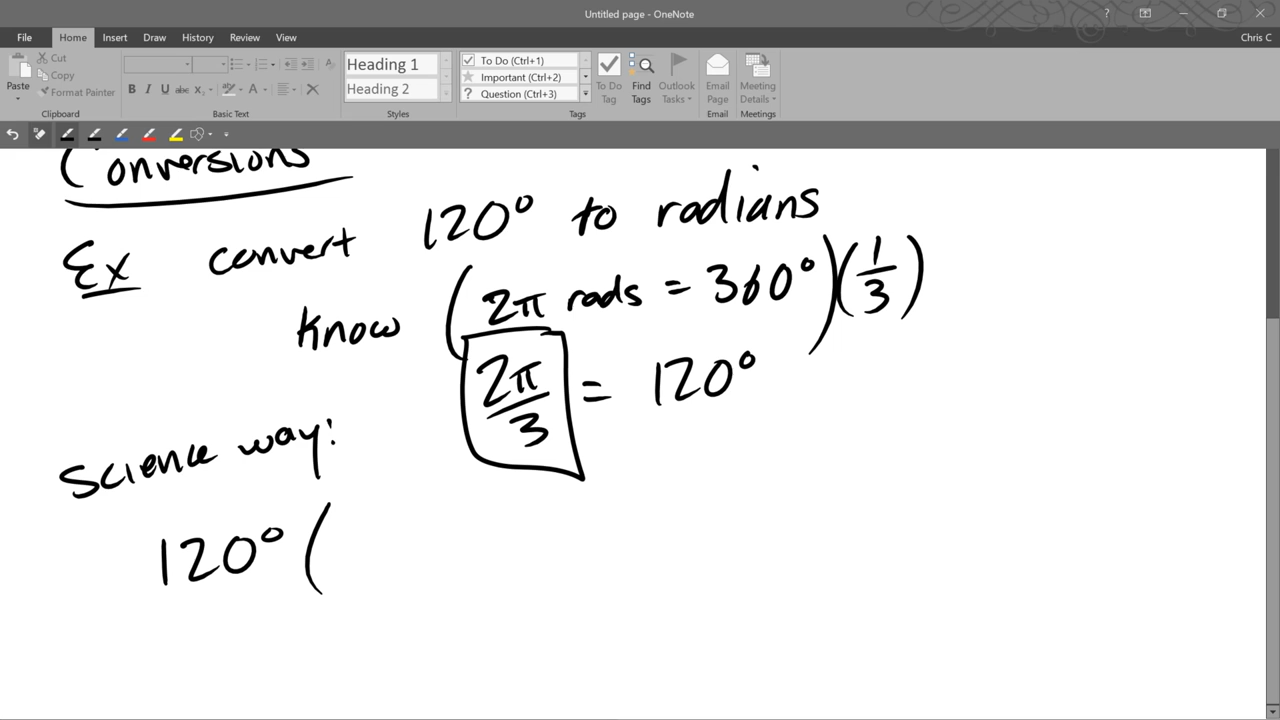 Untitled page - OneNote
File Home Insert Draw History Review View Chris C
Cut
Copy
Format Painter
Paste
Clipboard
B I U abc x₂ A
Basic Text
Heading 1
Heading 2
Styles
To Do (Ctrl+1)
Important (Ctrl+2)
Question (Ctrl+3)
To Do Tag
Find Tags
Outlook Tasks
Tags
Email Page
Email
Meeting Details
Meetings
Conversions
Ex convert 120° to radians
know (2π rads = 360°)(1/3)
2π/3 = 120°
Science way:
120° (